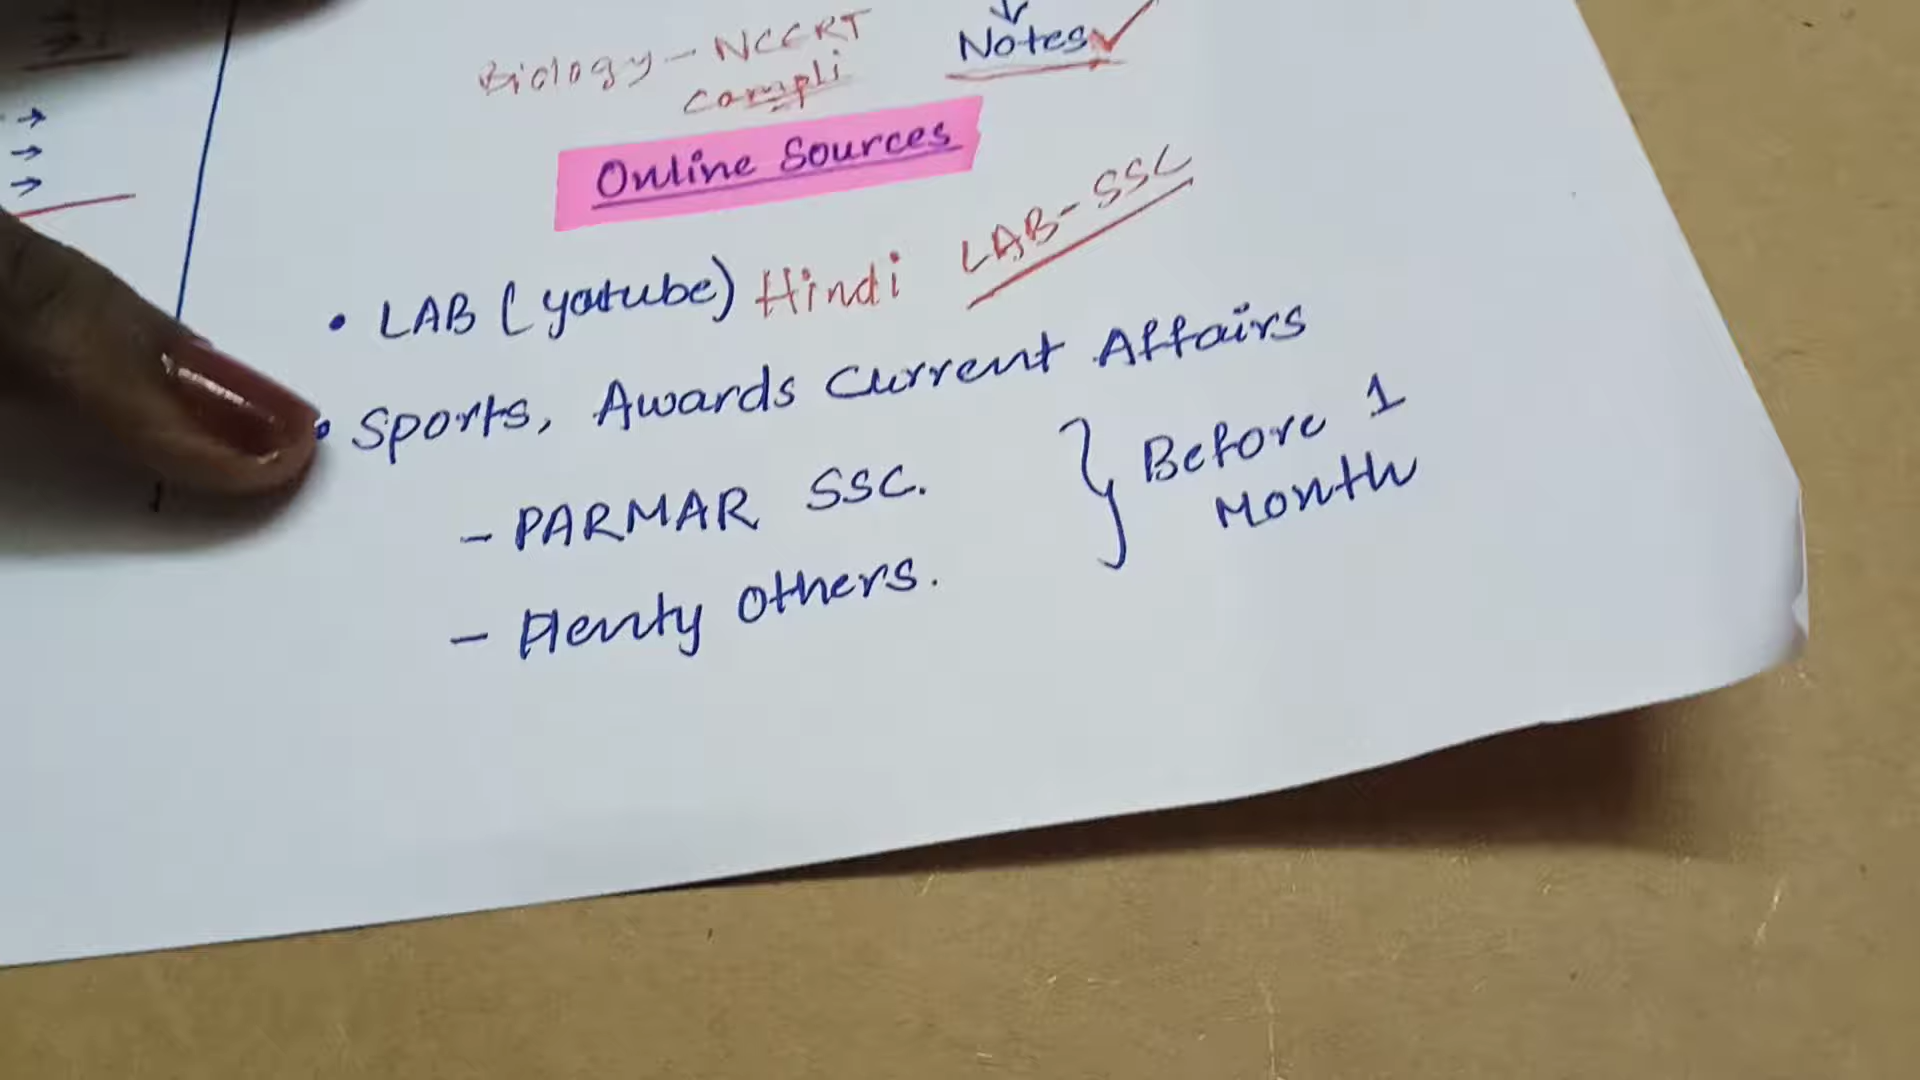 Biology - NCERT
Compli
Notes
Online Sources
• LAB (youtube) Hindi LAB-SSC
• Sports, Awards Current Affairs
- PARMAR SSC.
- Plenty others.
} Before 1
Month